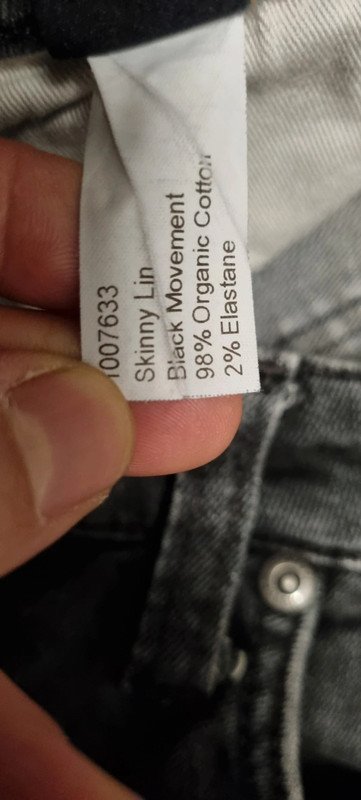 1007633
Skinny Lin
Black Movement
98% Organic Cotton
2% Elastane